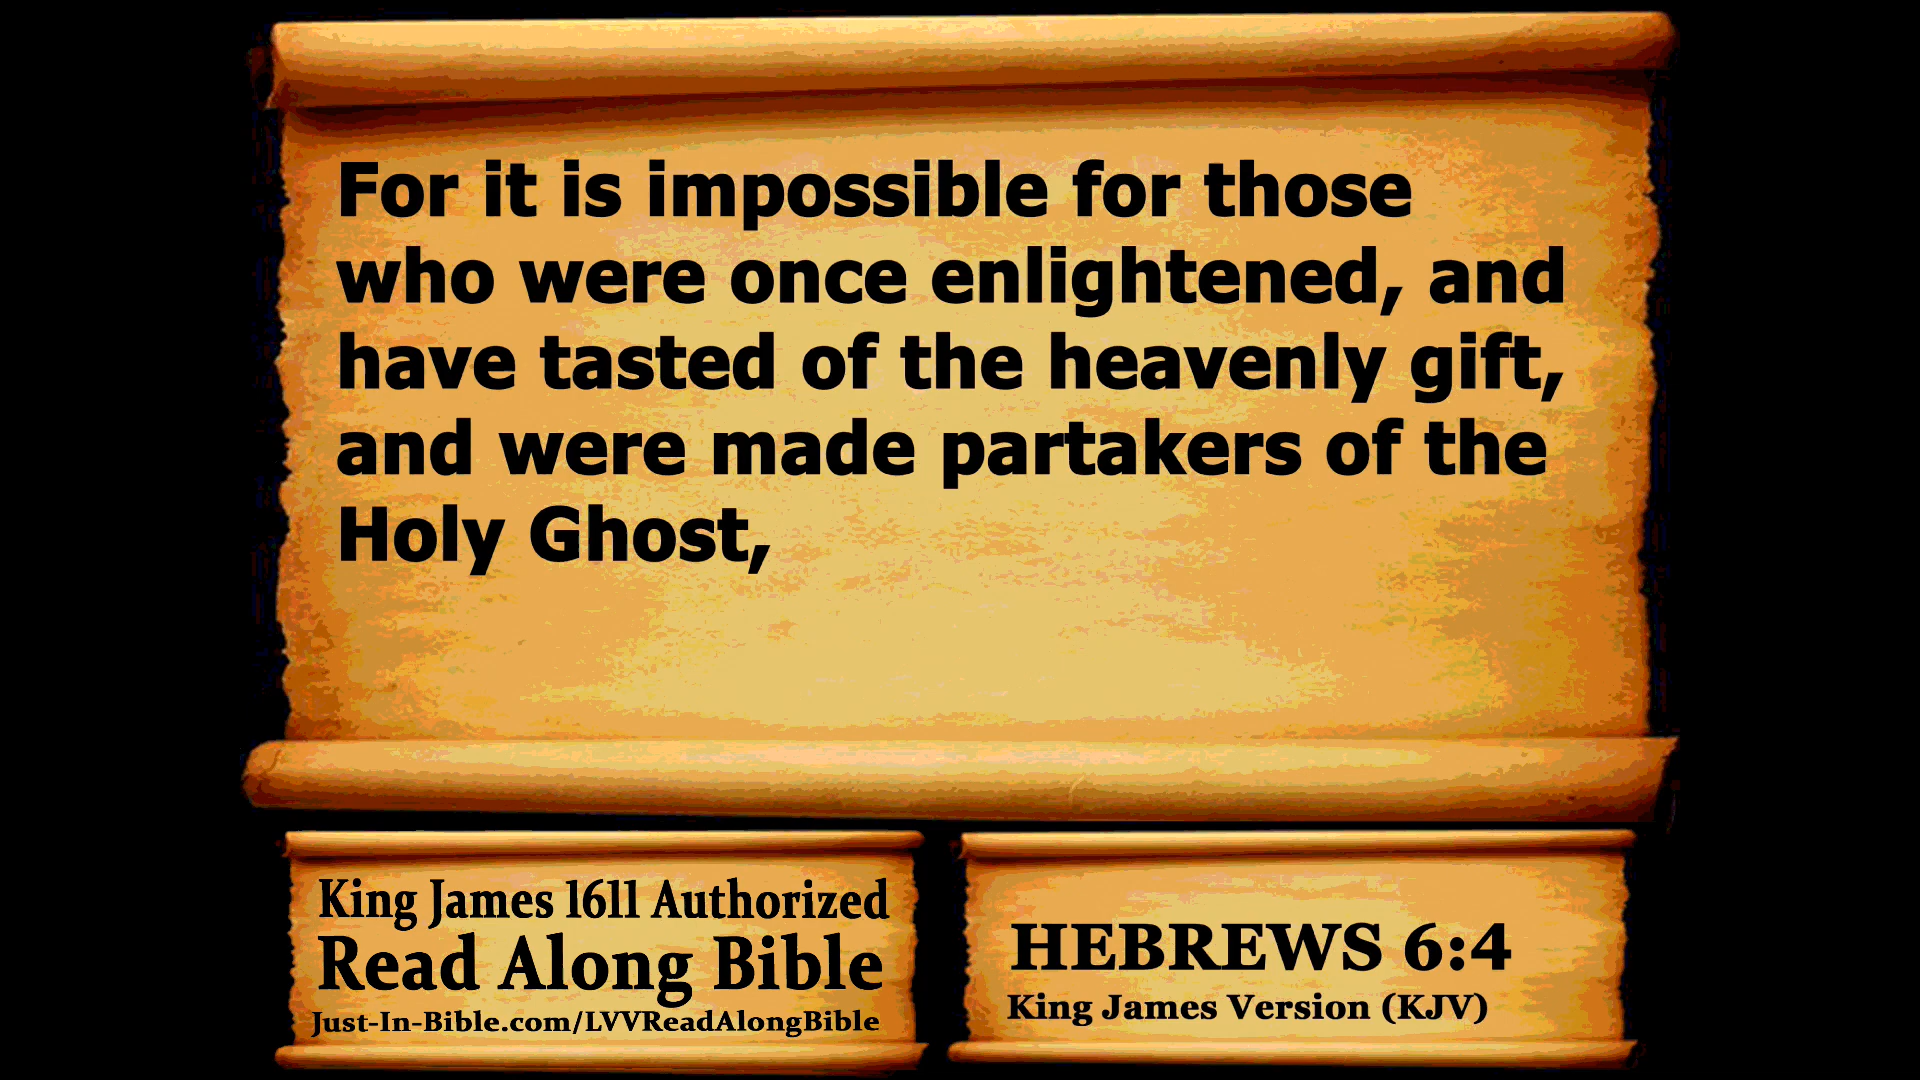 For it is impossible for those
who were once enlightened, and
have tasted of the heavenly gift,
and were made partakers of the
Holy Ghost,
King James 1611 Authorized
Read Along Bible
Just-In-Bible.com/LVVReadAlongBible
HEBREWS 6:4
King James Version (KJV)